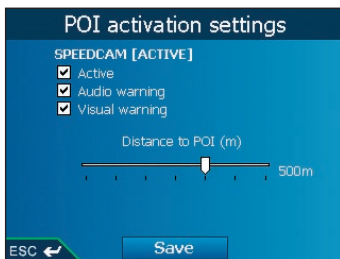 POI activation settings
SPEEDCAM [ACTIVE]
Active
Audio warning
Visual warning
Distance to POI (m)
500m
ESC
Save